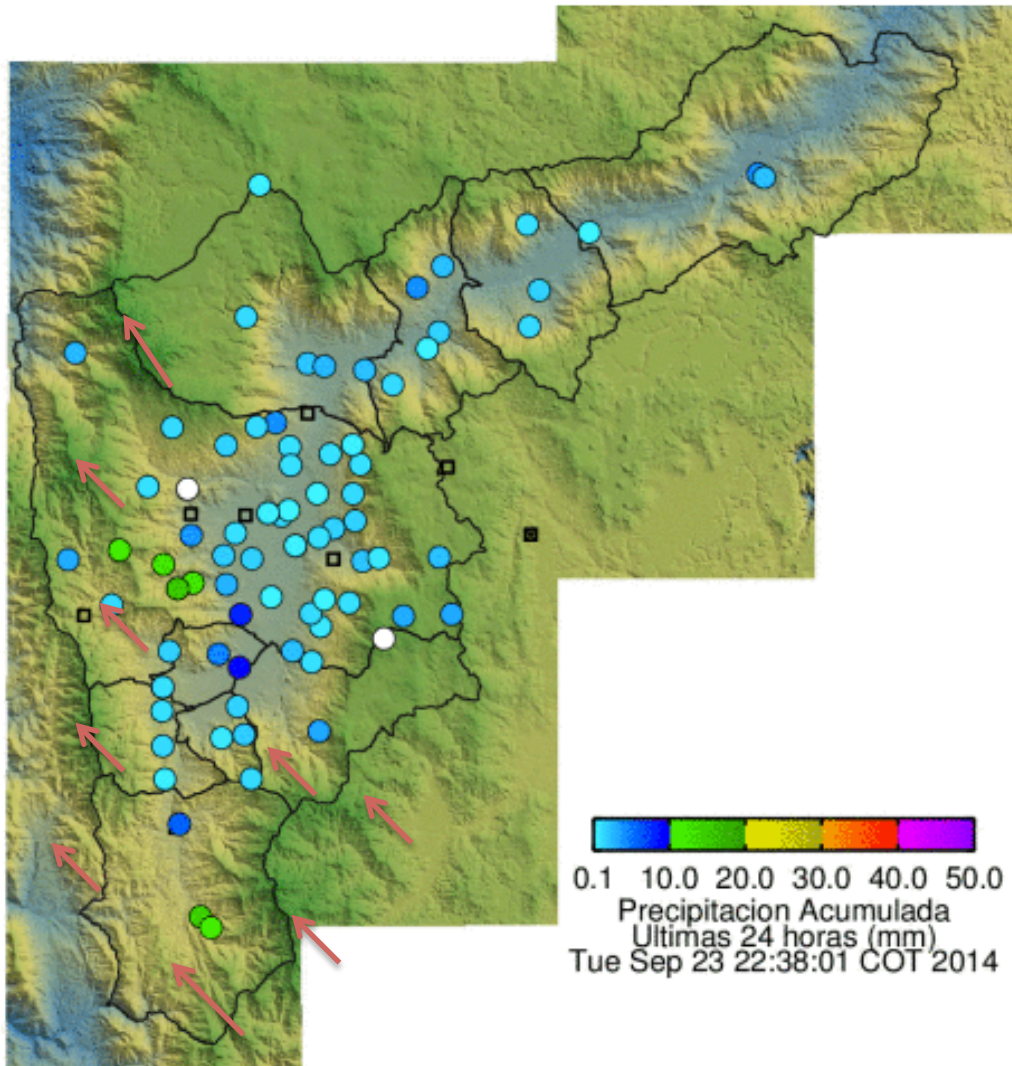 0.1 10.0 20.0 30.0 40.0 50.0
Precipitacion Acumulada
Ultimas 24 horas (mm)
Tue Sep 23 22:38:01 COT 2014